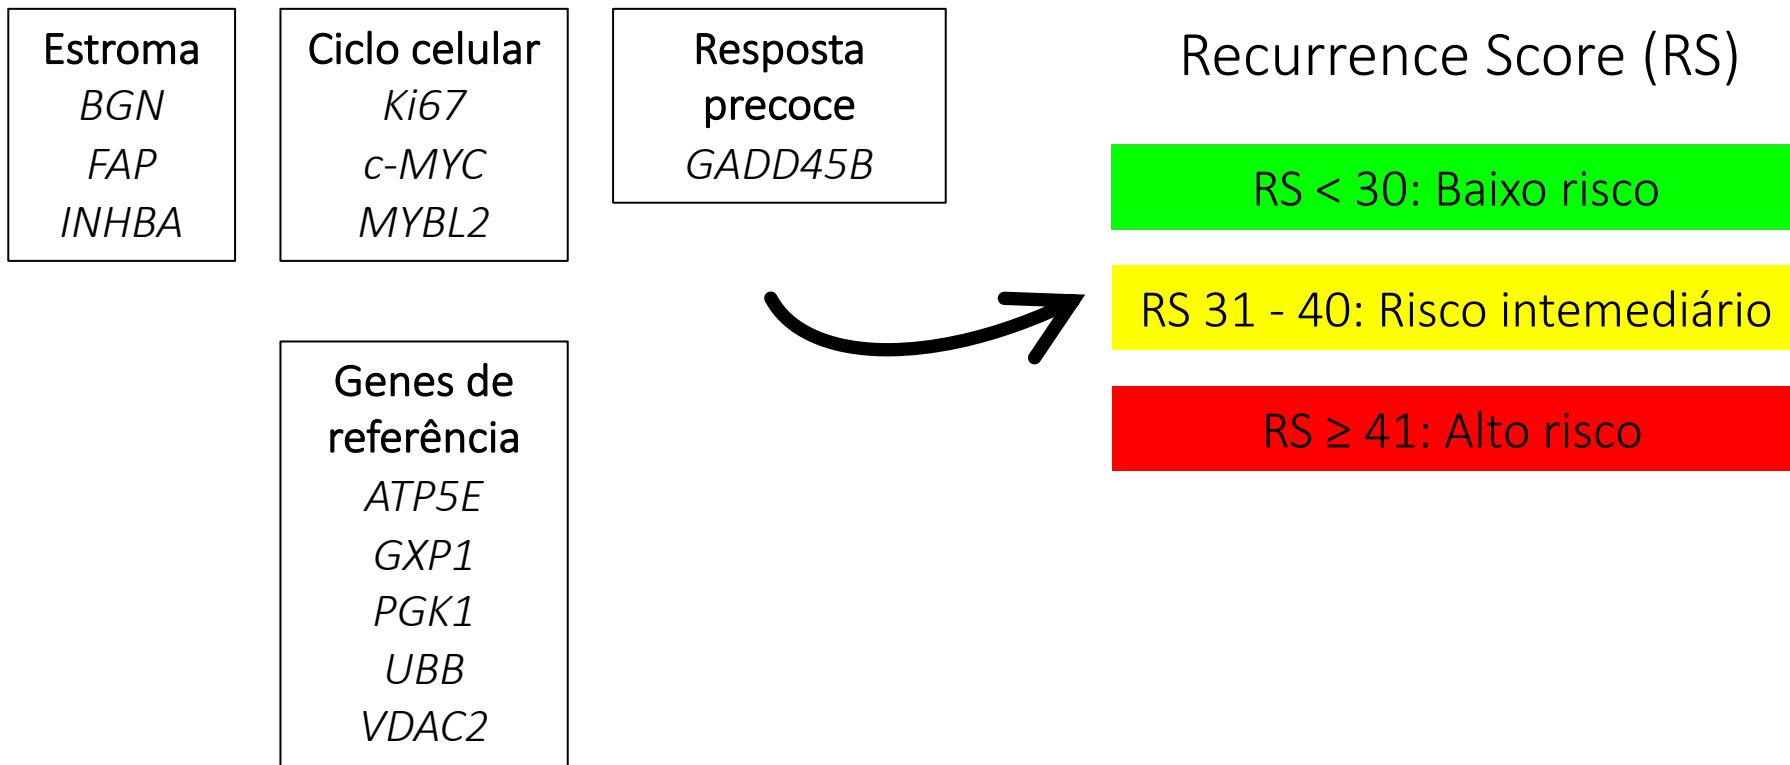 Estroma
BGN
FAP
INHBA
Ciclo celular
Ki67
c-MYC
MYBL2
Resposta
precoce
GADD45B
Genes de
referência
ATP5E
GXP1
PGK1
UBB
VDAC2
Recurrence Score (RS)
RS < 30: Baixo risco
RS 31 - 40: Risco intemediário
RS ≥ 41: Alto risco